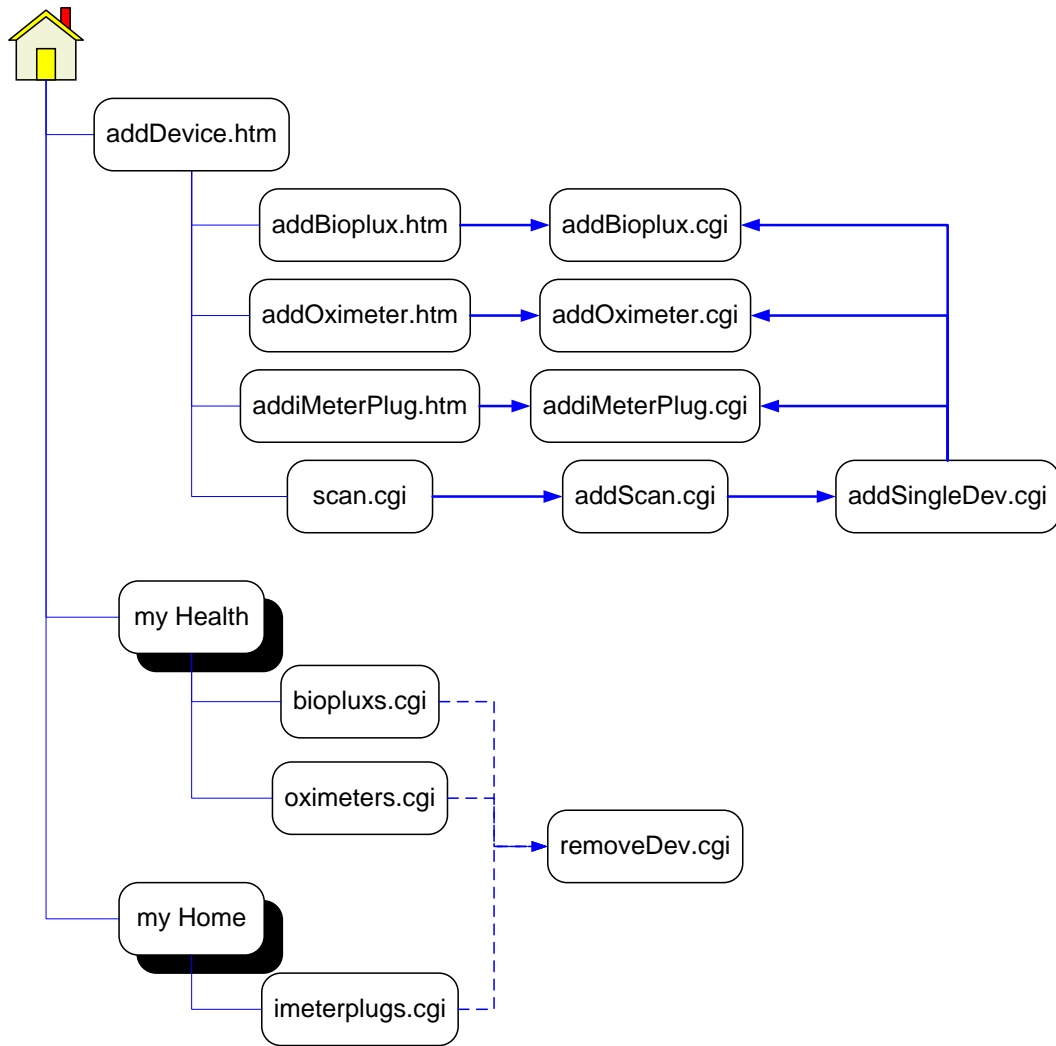 addDevice.htm
addBioplux.htm
addBioplux.cgi
addOximeter.htm
addOximeter.cgi
addiMeterPlug.htm
addiMeterPlug.cgi
scan.cgi
addScan.cgi
addSingleDev.cgi
my Health
biopluxs.cgi
oximeters.cgi
removeDev.cgi
my Home
imeterplugs.cgi